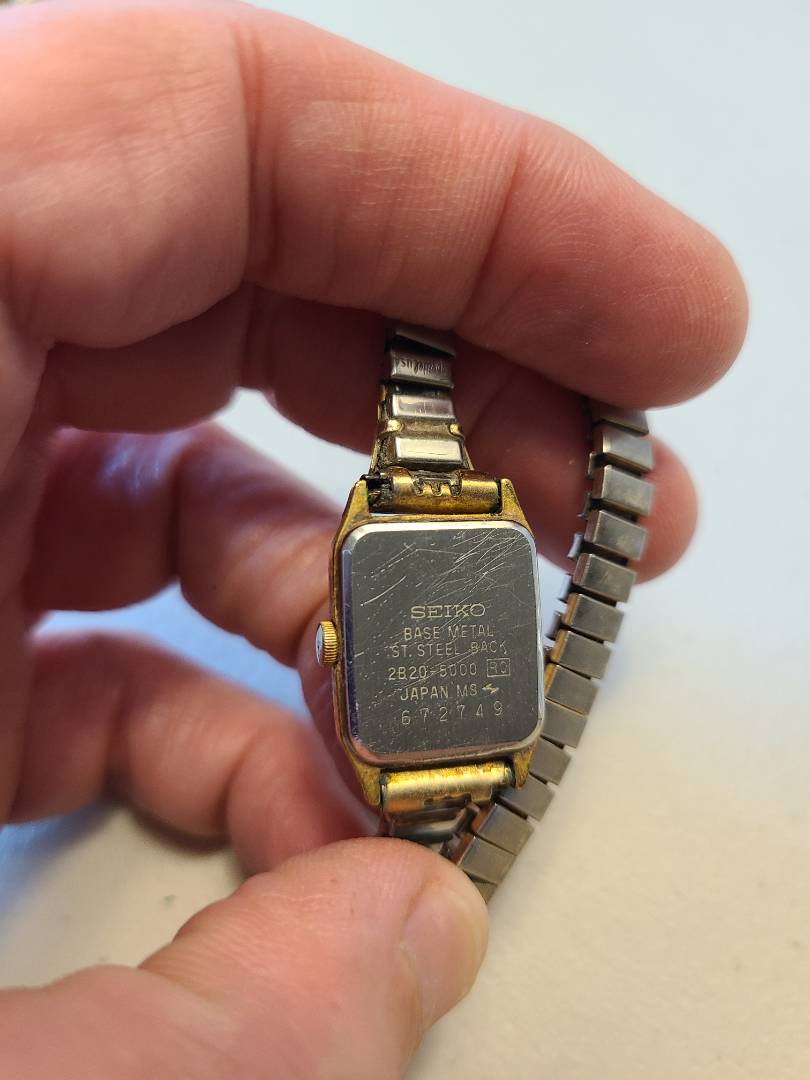 SEIKO
BASE METAL
ST. STEEL BACK
2B20-5000 R0
JAPAN MS
672749